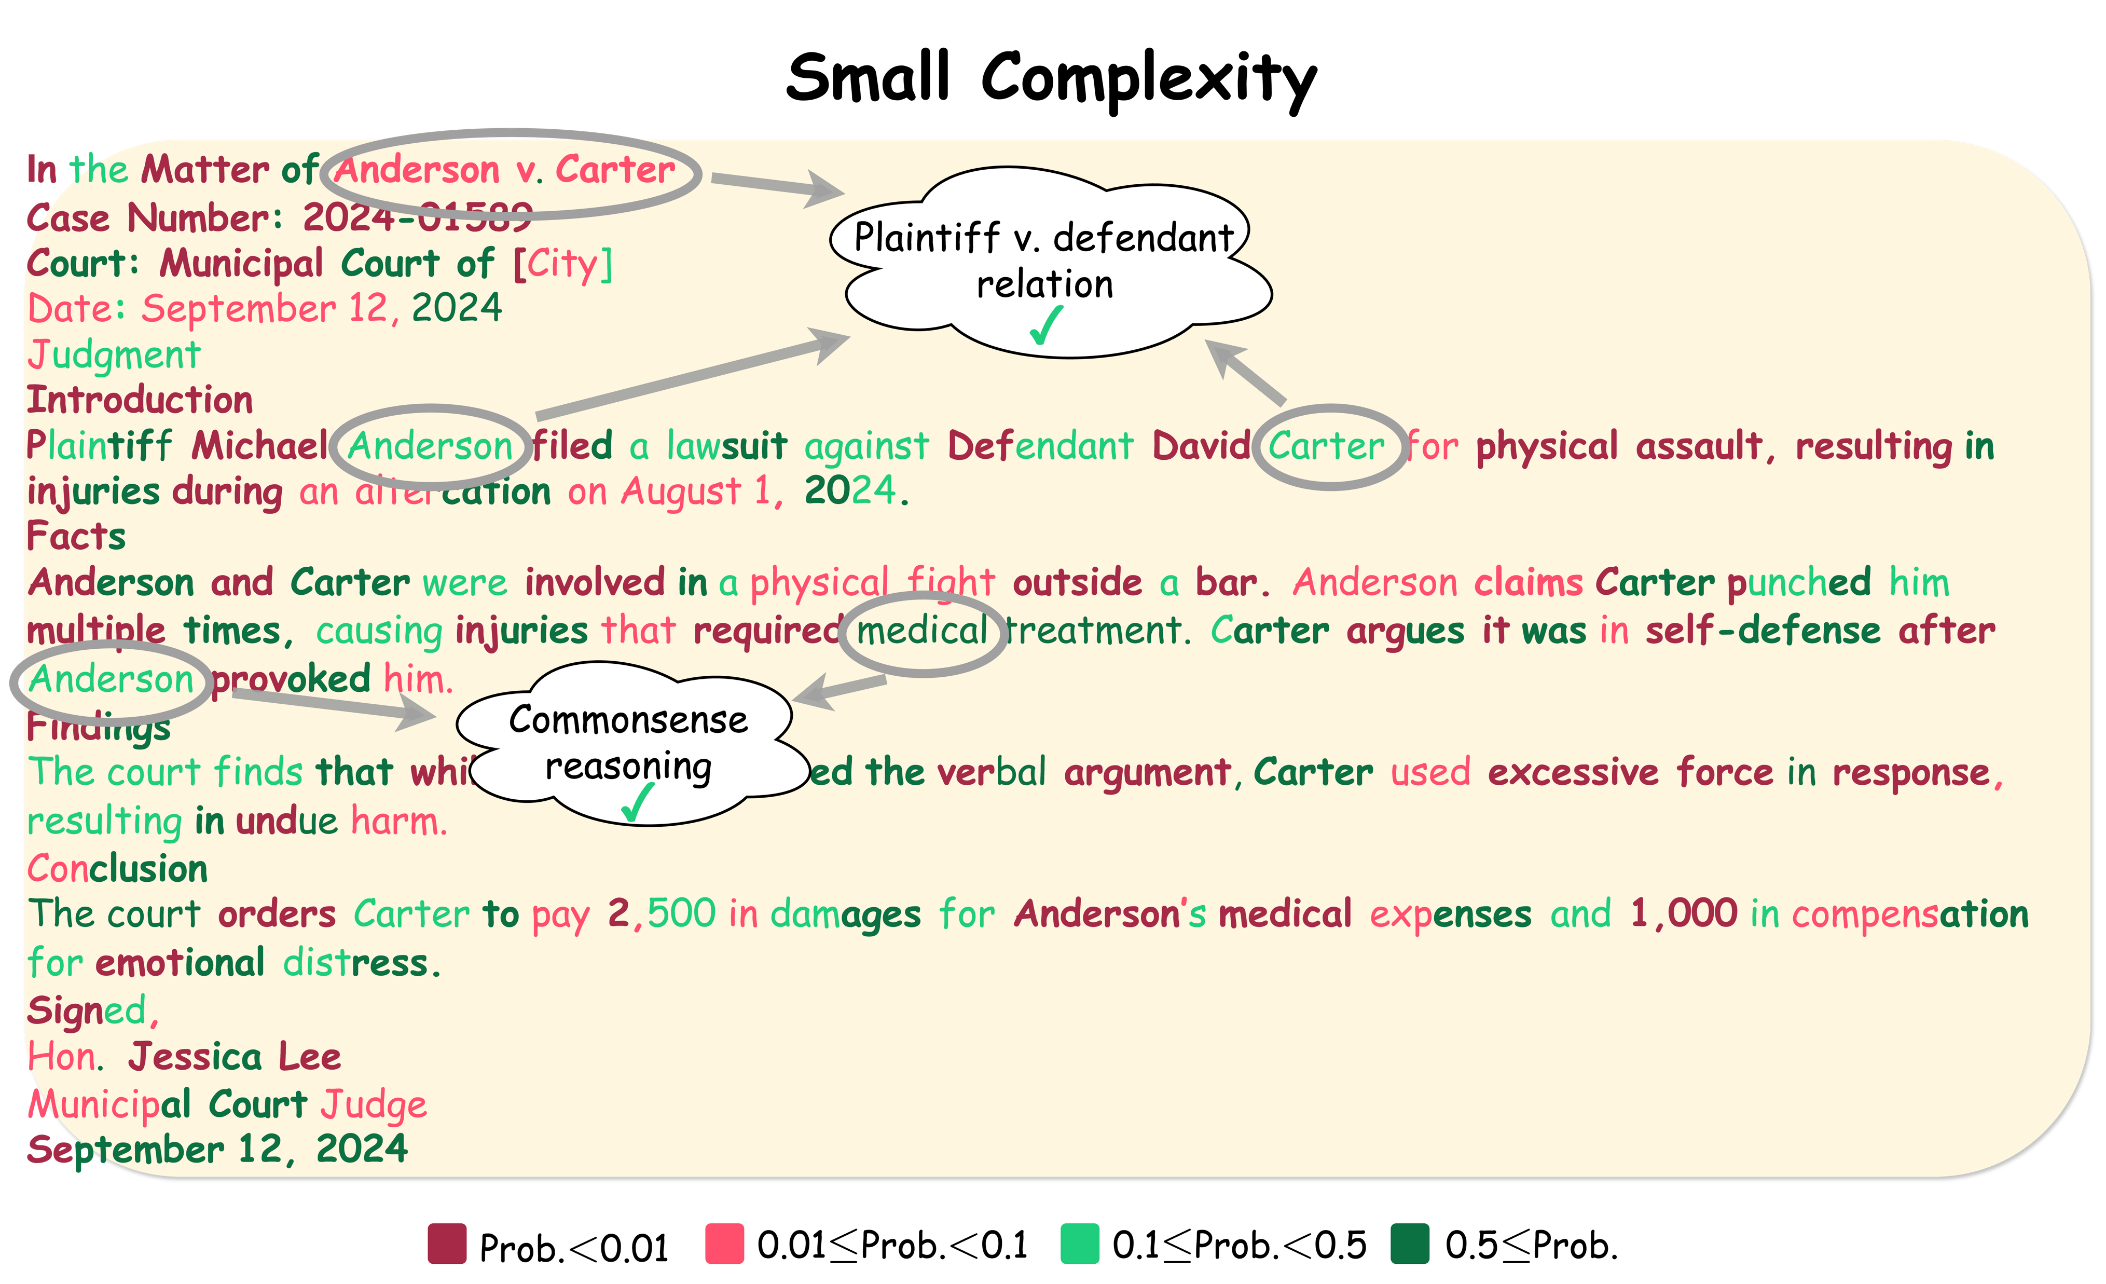 Small Complexity
In the Matter of Anderson v. Carter
Case Number: 2024-01589
Court: Municipal Court of [City]
Date: September 12, 2024
Judgment
Introduction
Plaintiff Michael Anderson filed a lawsuit against Defendant David Carter for physical assault, resulting in
injuries during an altercation on August 1, 2024.
Facts
Anderson and Carter were involved in a physical fight outside a bar. Anderson claims Carter punched him
multiple times, causing injuries that required medical treatment. Carter argues it was in self-defense after
Anderson provoked him.
Findings
The court finds that whi ed the verbal argument, Carter used excessive force in response,
resulting in undue harm.
Conclusion
The court orders Carter to pay 2,500 in damages for Anderson's medical expenses and 1,000 in compensation
for emotional distress.
Signed,
Hon. Jessica Lee
Municipal Court Judge
September 12, 2024
Plaintiff v. defendant
relation
✓
Commonsense
reasoning
✓
Prob.<0.01
0.01≤Prob.<0.1
0.1≤Prob.<0.5
0.5≤Prob.